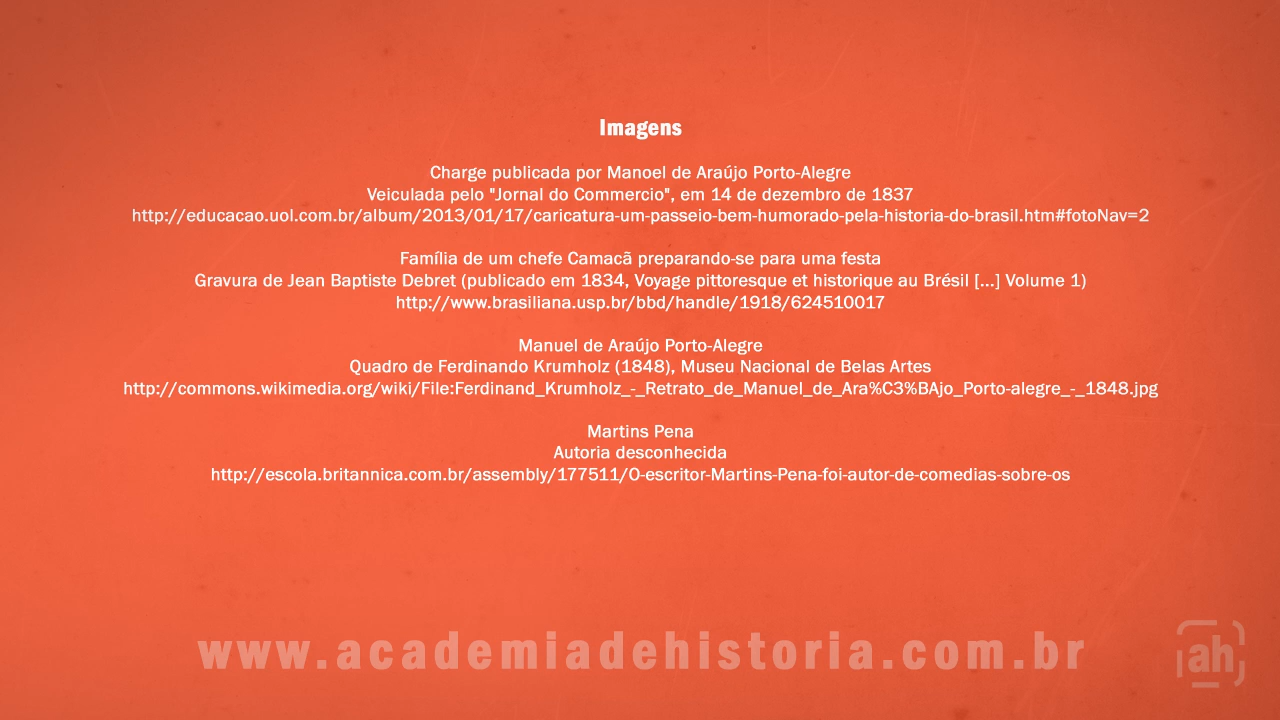 Imagens
Charge publicada por Manoel de Araújo Porto-Alegre
Veiculada pelo "Jornal do Commercio", em 14 de dezembro de 1837
http://educacao.uol.com.br/album/2013/01/17/caricatura-um-passeio-bem-humorado-pela-historia-do-brasil.htm#fotoNav=2
Família de um chefe Camacã preparando-se para uma festa
Gravura de Jean Baptiste Debret (publicado em 1834, Voyage pittoresque et historique au Brésil [...] Volume 1)
http://www.brasiliana.usp.br/bbd/handle/1918/624510017
Manuel de Araújo Porto-Alegre
Quadro de Ferdinando Krumholz (1848), Museu Nacional de Belas Artes
http://commons.wikimedia.org/wiki/File:Ferdinand_Krumholz_-_Retrato_de_Manuel_de_Ara%C3%BAjo_Porto-alegre_-_1848.jpg
Martins Pena
Autoria desconhecida
http://escola.britannica.com.br/assembly/177511/O-escritor-Martins-Pena-foi-autor-de-comedias-sobre-os
www.academiadehistoria.com.br
ah